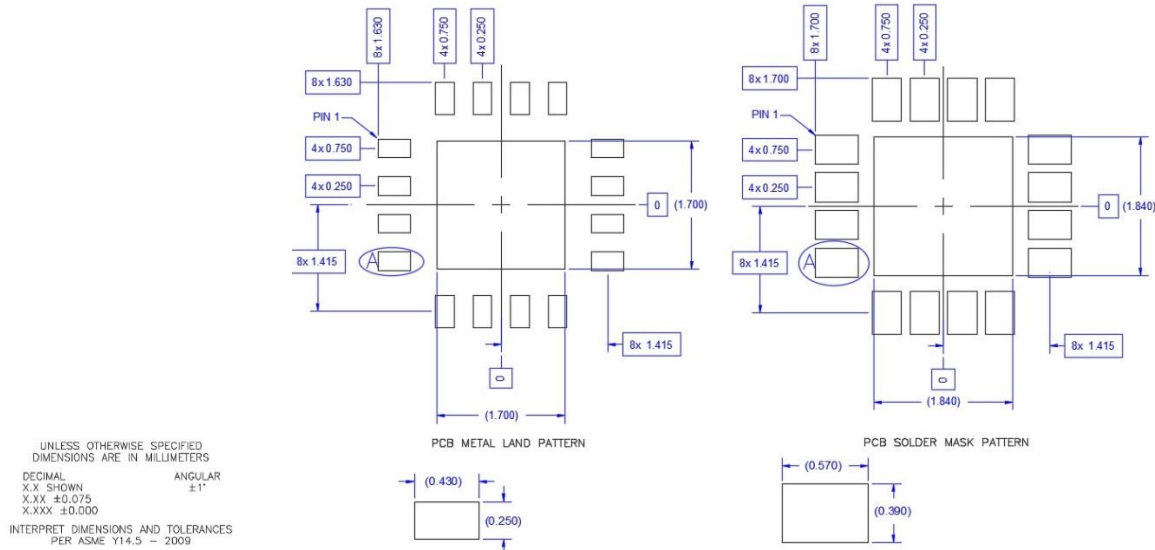 8x 1.630
4x 0.750
4x 0.250
8x 1.630
PIN 1
4x 0.750
4x 0.250
0
(1.700)
A
8x 1.415
8x 1.415
0
(1.700)
PCB METAL LAND PATTERN
8x 1.700
4x 0.750
4x 0.250
8x 1.700
PIN 1
4x 0.750
4x 0.250
0
(1.840)
A
8x 1.415
8x 1.415
0
(1.840)
PCB SOLDER MASK PATTERN
UNLESS OTHERWISE SPECIFIED
DIMENSIONS ARE IN MILLIMETERS
DECIMAL ANGULAR
X.X SHOWN ±1°
X.XX ±0.075
X.XXX ±0.000
INTERPRET DIMENSIONS AND TOLERANCES
PER ASME Y14.5 – 2009
(0.430)
(0.250)
(0.570)
(0.390)